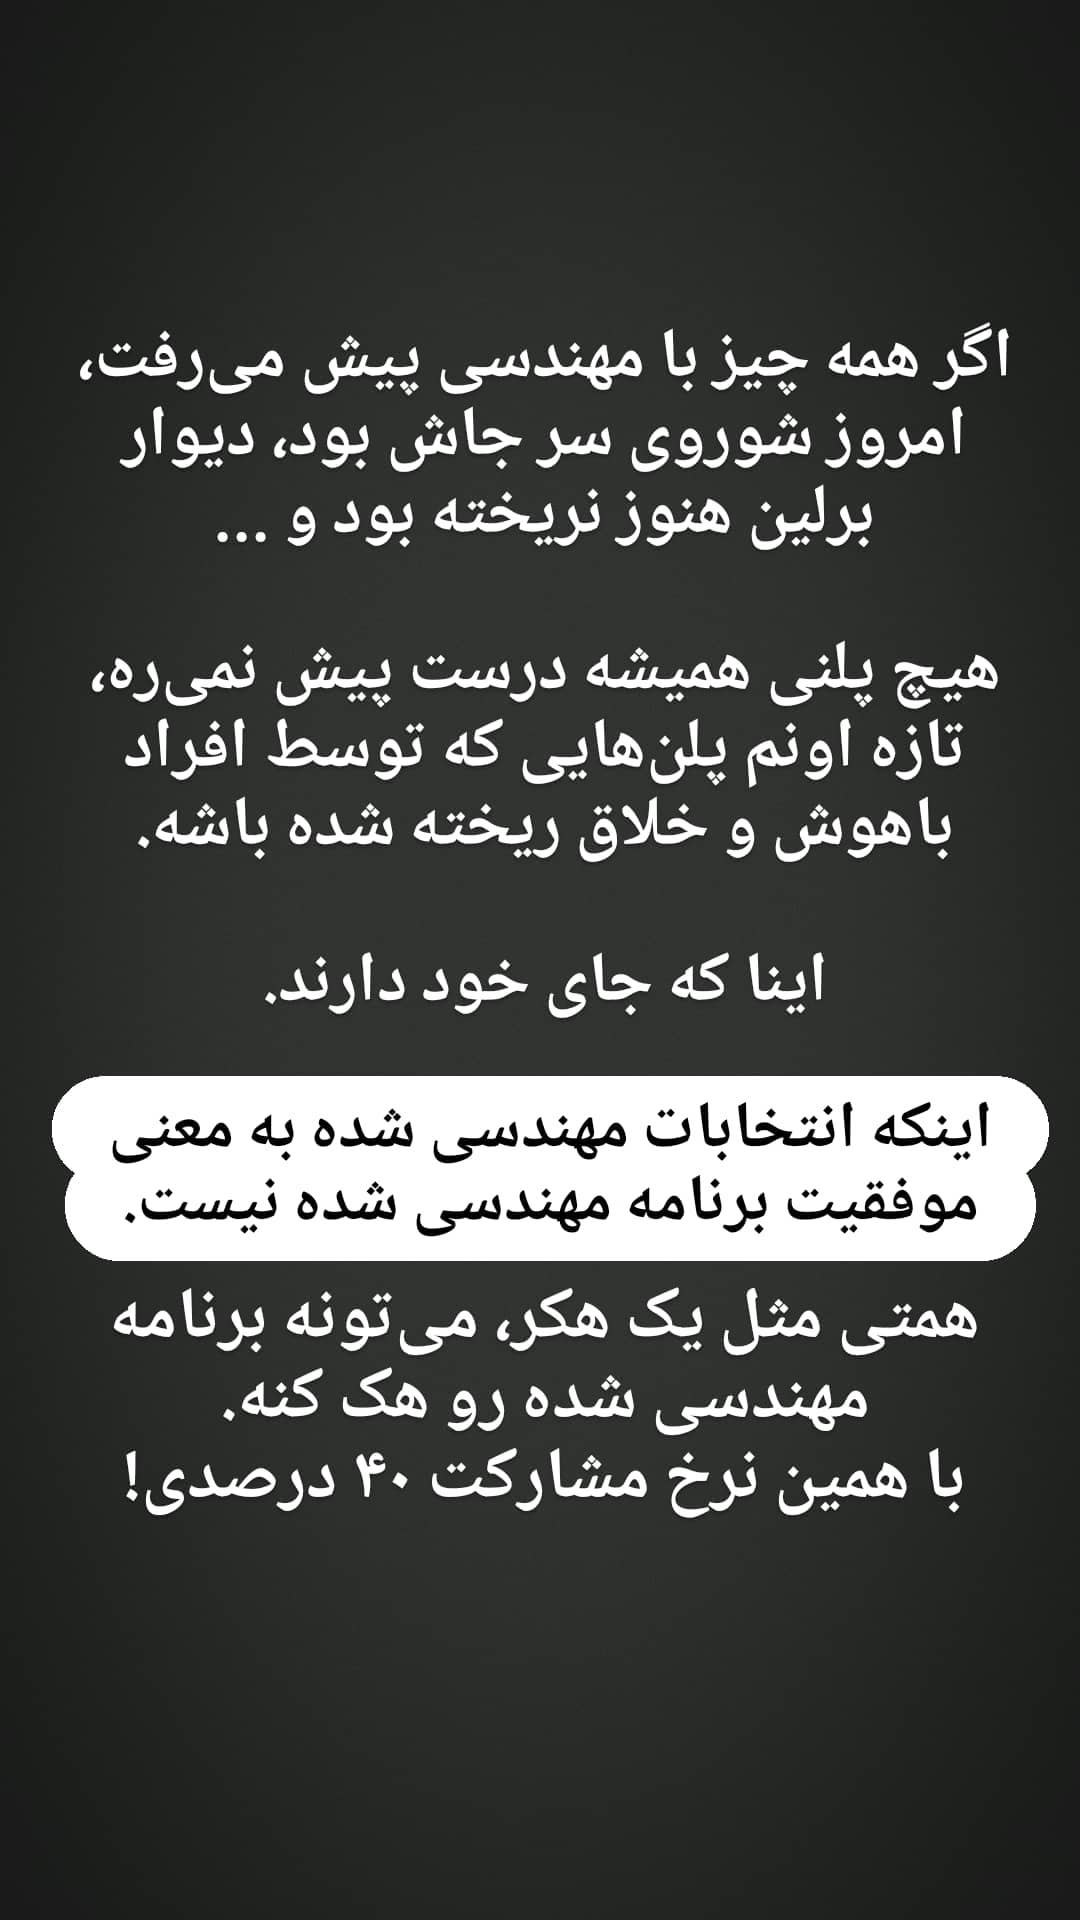 اگر همه چیز با مهندسی پیش می‌رفت،
امروز شوروی سر جاش بود، دیوار
برلین هنوز نریخته بود و ...
هیچ پلنی همیشه درست پیش نمی‌ره،
تازه اونم پلن‌هایی که توسط افراد
باهوش و خلاق ریخته شده باشه.
اینا که جای خود دارند.
اینکه انتخابات مهندسی شده به معنی
موفقیت برنامه مهندسی شده نیست.
همتی مثل یک هکر، می‌تونه برنامه
مهندسی شده رو هک کنه.
با همین نرخ مشارکت ۴۰ درصدی!